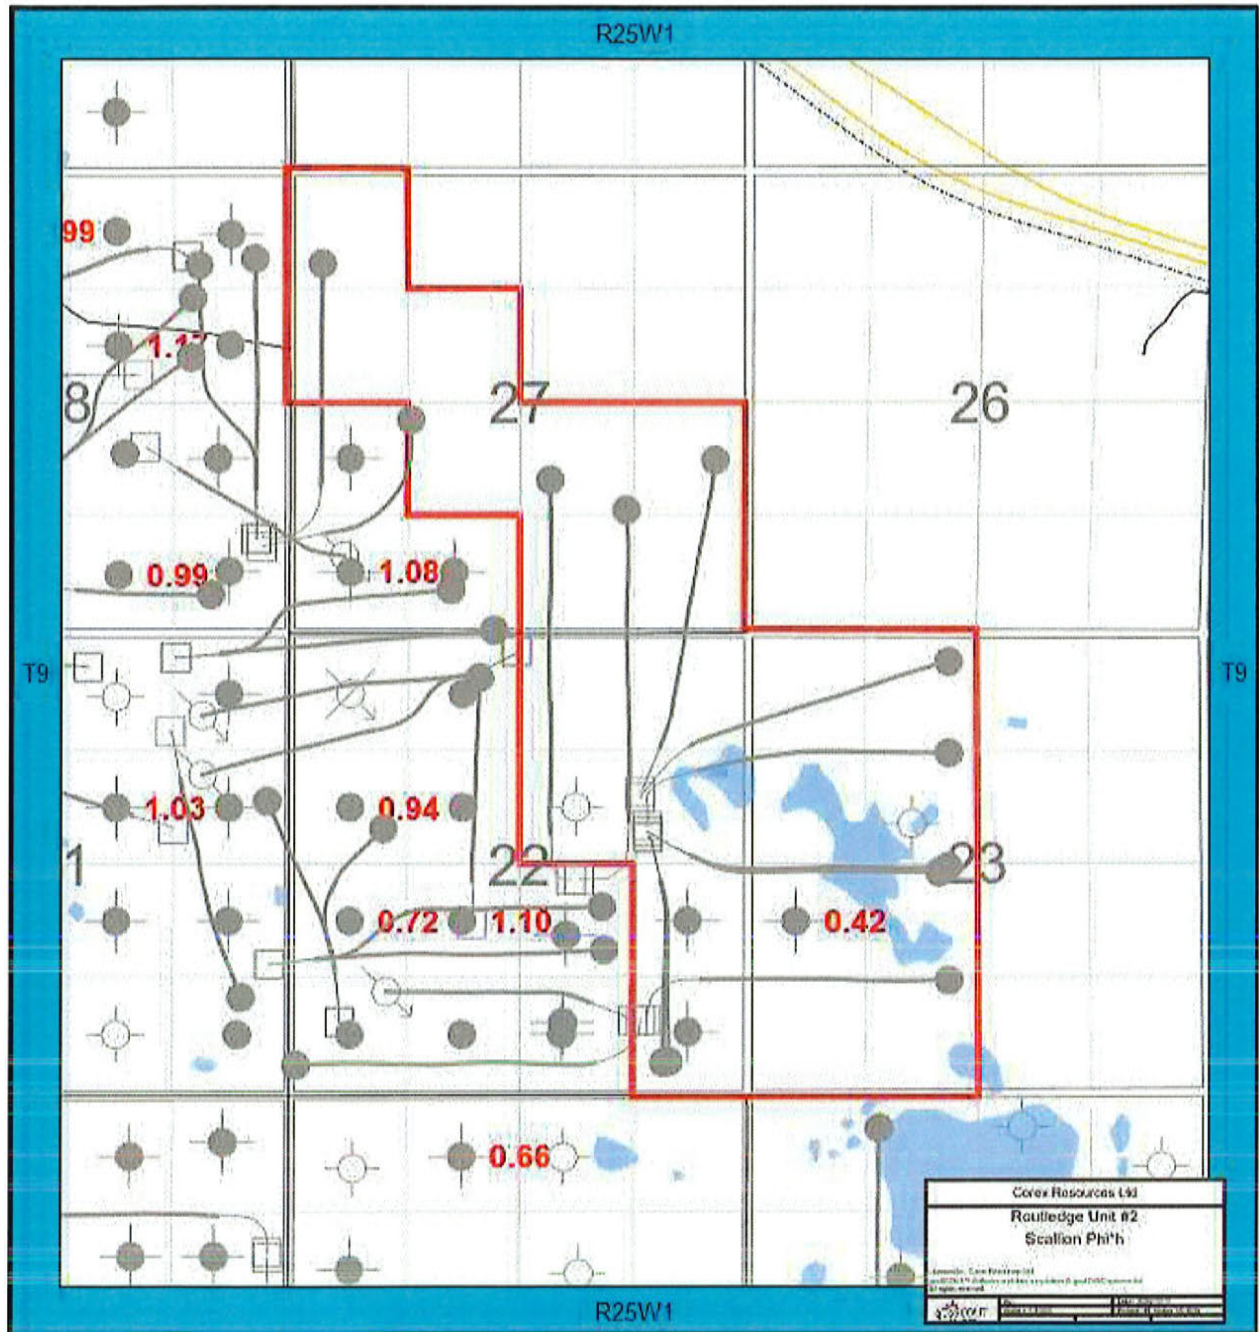 R25W1
99
1.17
8
27
26
0.99
1.08
T9
T9
1.03
0.94
1
22
23
0.72
1.10
0.42
0.66
Corex Resources Ltd
Routledge Unit #2
Scallion Phi*h
R25W1